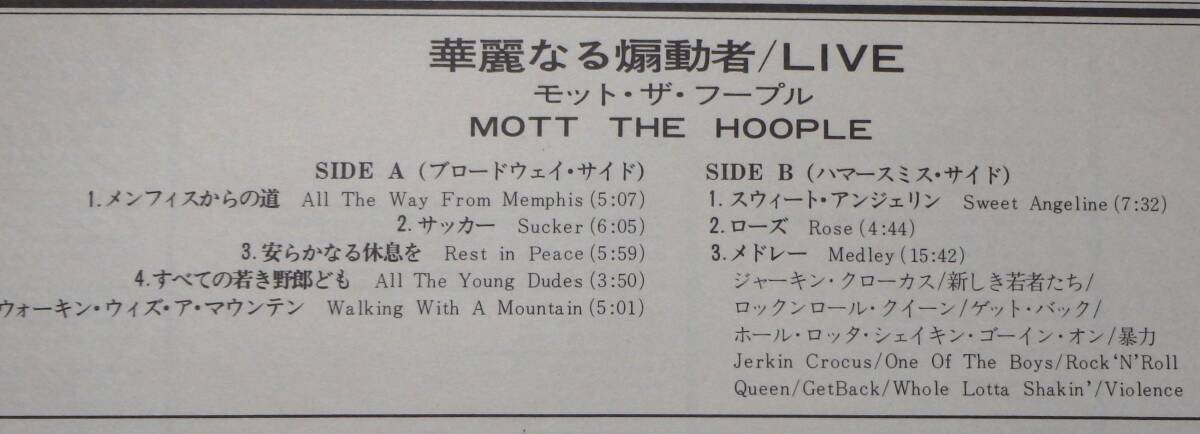 華麗なる煽動者/LIVE
モット・ザ・フープル
MOTT THE HOOPLE
SIDE A (ブロードウェイ・サイド)
1.メンフィスからの道 All The Way From Memphis(5:07)
2.サッカー Sucker(6:05)
3.安らかなる休息を Rest in Peace(5:59)
4.すべての若き野郎ども All The Young Dudes(3:50)
ウォーキン・ウィズ・ア・マウンテン Walking With A Mountain(5:01)
SIDE B (ハマースミス・サイド)
1.スウィート・アンジェリン Sweet Angeline(7:32)
2.ローズ Rose(4:44)
3.メドレー Medley(15:42)
ジャーキン・クローカス/新しき若者たち/
ロックンロール・クイーン/ゲット・バック/
ホール・ロッタ・シェイキン・ゴーイン・オン/暴力
Jerkin Crocus/One Of The Boys/Rock'N'Roll
Queen/GetBack/Whole Lotta Shakin'/Violence